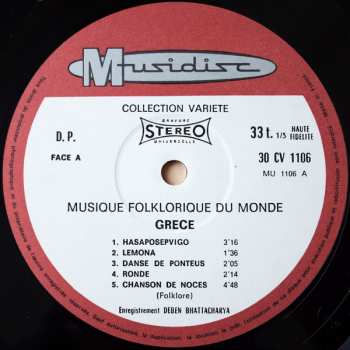 Musidisc
COLLECTION VARIETE
GRAVURE
STEREO
UNIVERSELLE
D. P.
FACE A
33 t. 1/3 HAUTE FIDELITE
30 CV 1106
MU 1106 A
MUSIQUE FOLKLORIQUE DU MONDE
GRECE
1. HASAPOSEPVIGO 3'16
2. LEMONA 1'36
3. DANSE DE PONTEUS 2'05
4. RONDE 2'14
5. CHANSON DE NOCES 4'48
(Folklore)
Enregistrement DEBEN BHATTACHARYA